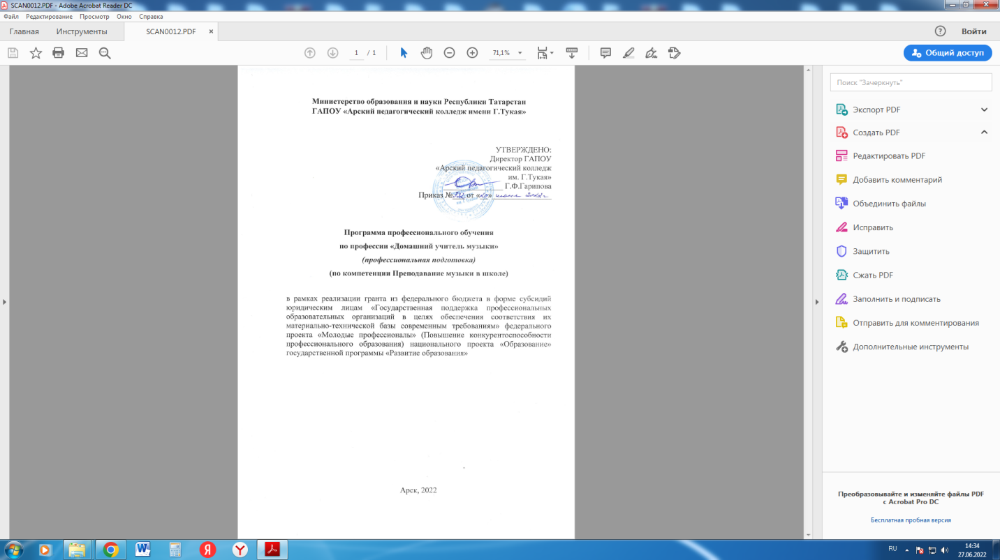 SCAN0012.PDF - Adobe Acrobat Reader DC
Файл Редактирование Просмотр Окно Справка
Главная Инструменты SCAN0012.PDF × Войти
1 / 1 71,1% Общий доступ
Министерство образования и науки Республики Татарстан
ГАПОУ «Арский педагогический колледж имени Г.Тукая»
УТВЕРЖДЕНО:
Директор ГАПОУ
«Арский педагогический колледж
им. Г.Тукая»
Г.Ф.Гарипова
Приказ № от «20» июня 2022г
Программа профессионального обучения
по профессии «Домашний учитель музыки»
(профессиональная подготовка)
(по компетенции Преподавание музыки в школе)
в рамках реализации гранта из федерального бюджета в форме субсидий
юридическим лицам «Государственная поддержка профессиональных
образовательных организаций в целях обеспечения соответствия их
материально-технической базы современным требованиям» федерального
проекта «Молодые профессионалы» (Повышение конкурентоспособности
профессионального образования) национального проекта «Образование»
государственной программы «Развитие образования»
Арск, 2022
Поиск "Зачеркнуть"
Экспорт PDF
Создать PDF
Редактировать PDF
Добавить комментарий
Объединить файлы
Исправить
Защитить
Сжать PDF
Заполнить и подписать
Отправить для комментирования
Дополнительные инструменты
Преобразовывайте и изменяйте файлы PDF
с Acrobat Pro DC
Бесплатная пробная версия
RU 14:34
27.06.2022